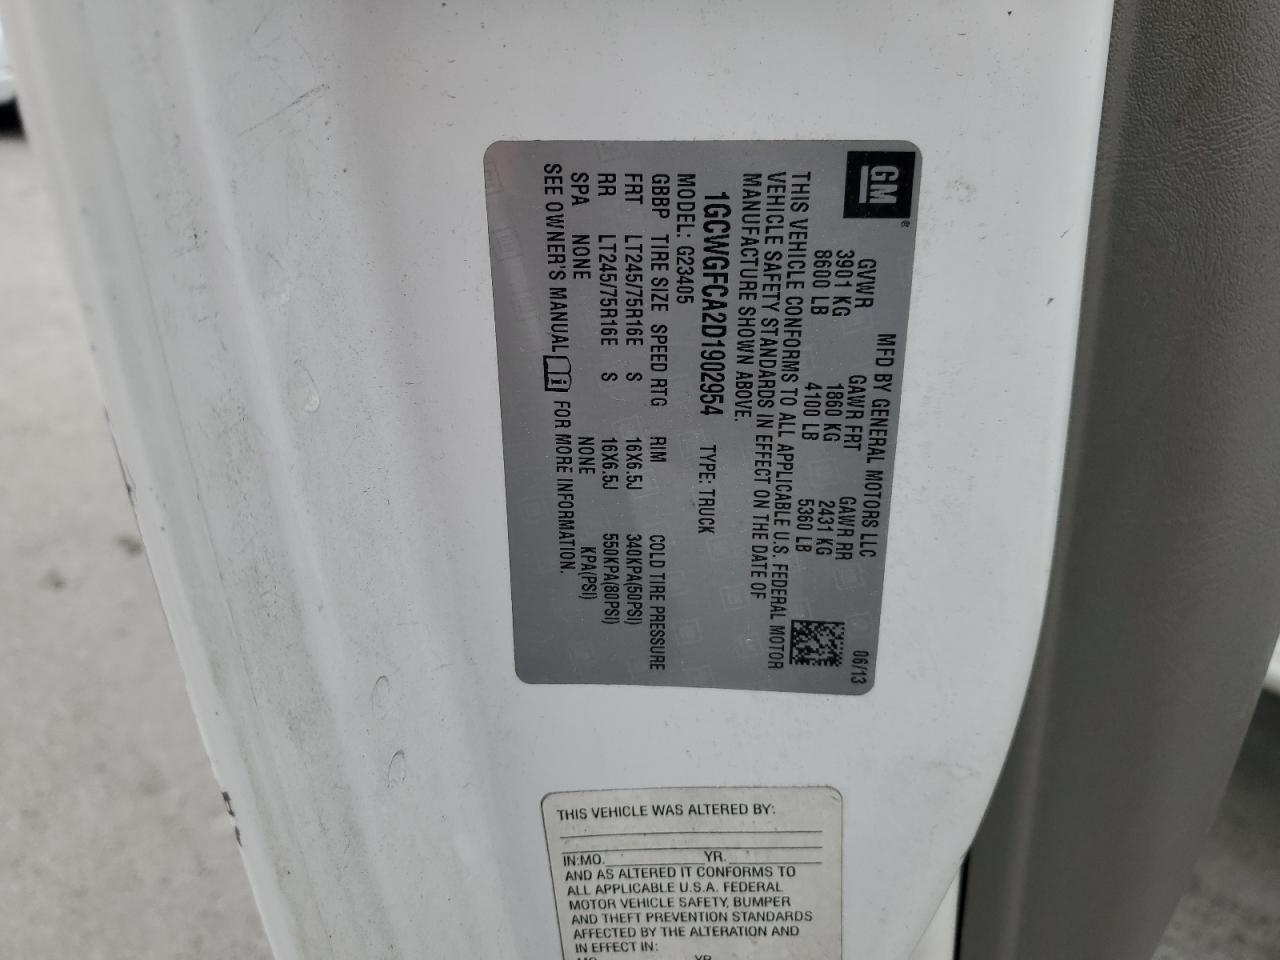 GM®
MFD BY GENERAL MOTORS LLC
06/13
GVWR GAWR FRT GAWR RR
3901 KG 1860 KG 2431 KG
8600 LB 4100 LB 5360 LB
THIS VEHICLE CONFORMS TO ALL APPLICABLE U.S. FEDERAL MOTOR
VEHICLE SAFETY STANDARDS IN EFFECT ON THE DATE OF
MANUFACTURE SHOWN ABOVE.
1GCWGFCA2D1902954 TYPE: TRUCK
MODEL: G23405
GBBP TIRE SIZE SPEED RTG RIM COLD TIRE PRESSURE
FRT LT245/75R16E S 16X6.5J 340KPA(50PSI)
RR LT245/75R16E S 16X6.5J 550KPA(80PSI)
SPA NONE NONE KPA(PSI)
SEE OWNER'S MANUAL FOR MORE INFORMATION.
THIS VEHICLE WAS ALTERED BY:
IN:MO. YR.
AND AS ALTERED IT CONFORMS TO
ALL APPLICABLE U.S.A. FEDERAL
MOTOR VEHICLE SAFETY, BUMPER
AND THEFT PREVENTION STANDARDS
AFFECTED BY THE ALTERATION AND
IN EFFECT IN:
MO. YR.